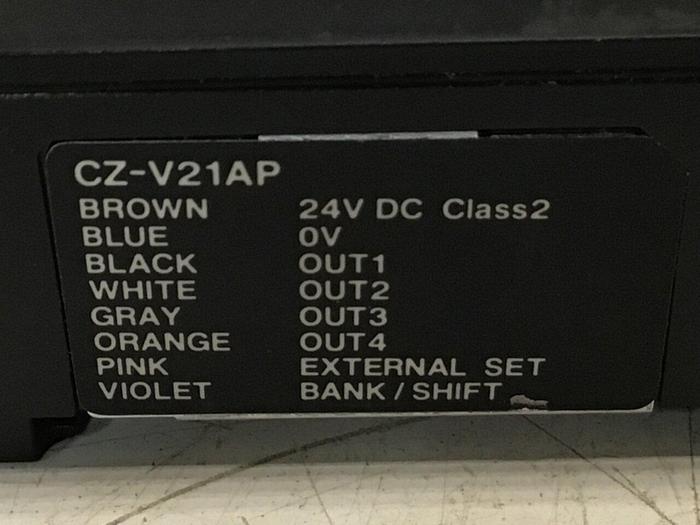 CZ-V21AP
BROWN 24V DC Class2
BLUE 0V
BLACK OUT1
WHITE OUT2
GRAY OUT3
ORANGE OUT4
PINK EXTERNAL SET
VIOLET BANK/SHIFT